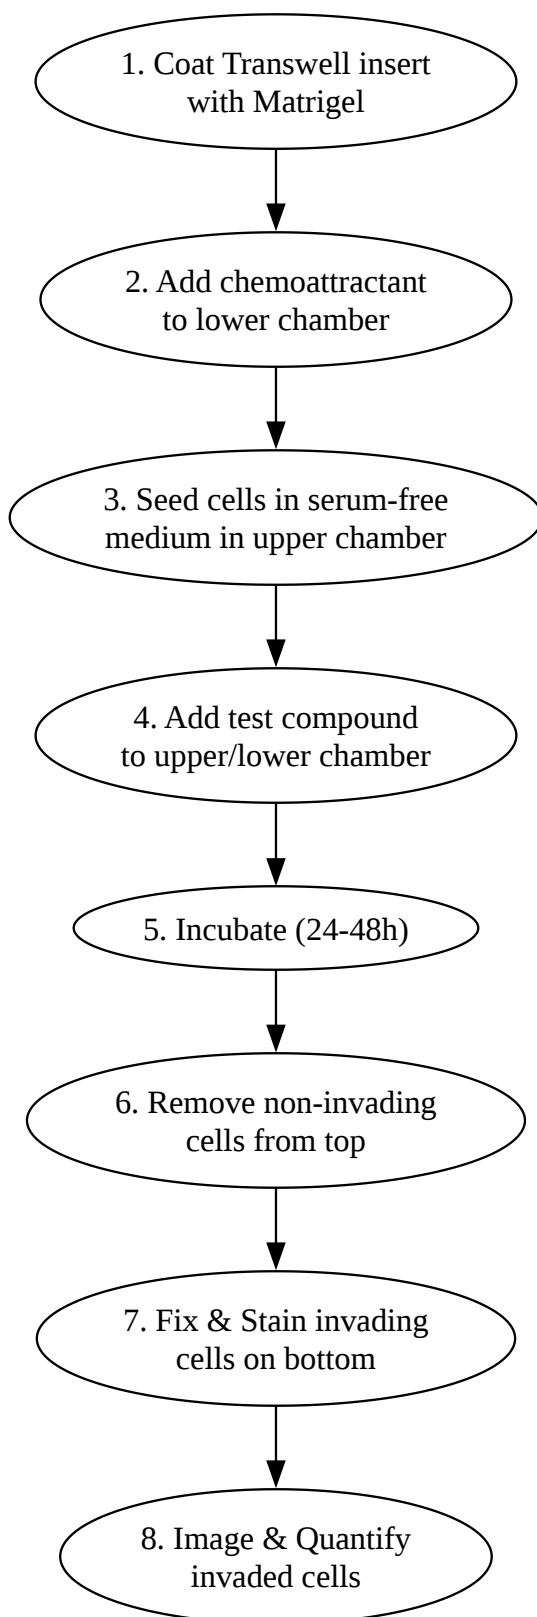 1. Coat Transwell insert
with Matrigel
2. Add chemoattractant
to lower chamber
3. Seed cells in serum-free
medium in upper chamber
4. Add test compound
to upper/lower chamber
5. Incubate (24-48h)
6. Remove non-invading
cells from top
7. Fix & Stain invading
cells on bottom
8. Image & Quantify
invaded cells